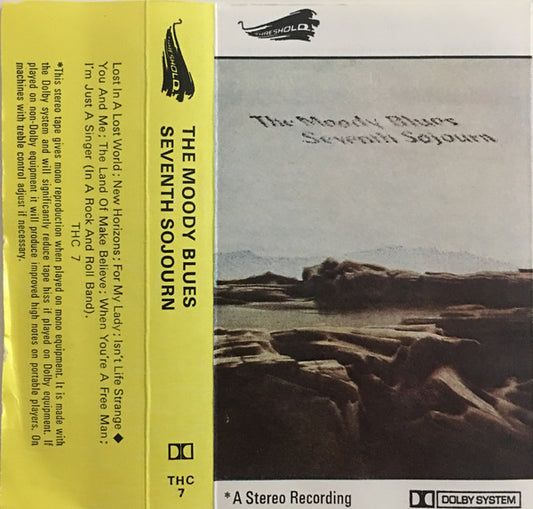 *This stereo tape gives mono reproduction when played on mono equipment. It is made with
the Dolby system and will significantly reduce tape hiss if played on Dolby equipment. If
played on non-Dolby equipment it will produce improved high notes on portable players. On
machines with treble control adjust if necessary.
Lost In A Lost World; New Horizons; For My Lady; Isn't Life Strange ◆
You And Me; The Land Of Make Believe; When You're A Free Man;
I'm Just A Singer (In A Rock And Roll Band).
THC 7
THRESHOLD
THE MOODY BLUES
SEVENTH SOJOURN
THC
7
THRESHOLD
The Moody Blues
Seventh Sojourn
*A Stereo Recording
DOLBY SYSTEM